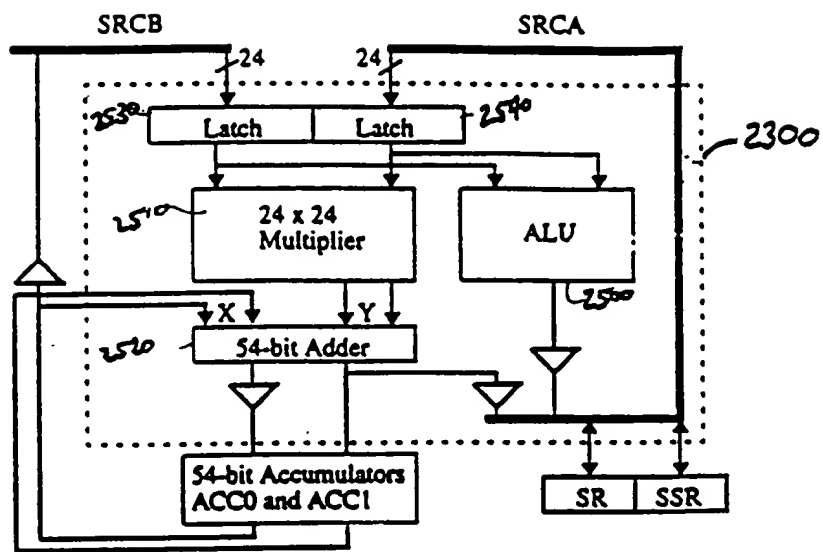 SRCB
SRCA
24
24
2530
Latch
Latch
2540
2300
2510
24 x 24
Multiplier
ALU
2500
X
Y
2520
54-bit Adder
54-bit Accumulators
ACC0 and ACC1
SR
SSR